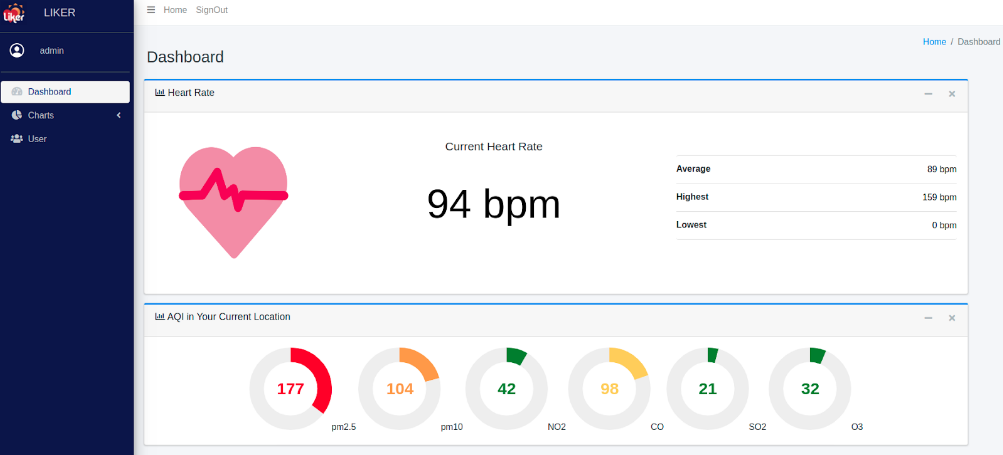 Liker
LIKER
Home SignOut
admin
Home / Dashboard
Dashboard
Dashboard
Charts
User
Heart Rate
Current Heart Rate
94 bpm
Average 89 bpm
Highest 159 bpm
Lowest 0 bpm
AQI in Your Current Location
177 104 42 98 21 32
pm2.5 pm10 NO2 CO SO2 O3